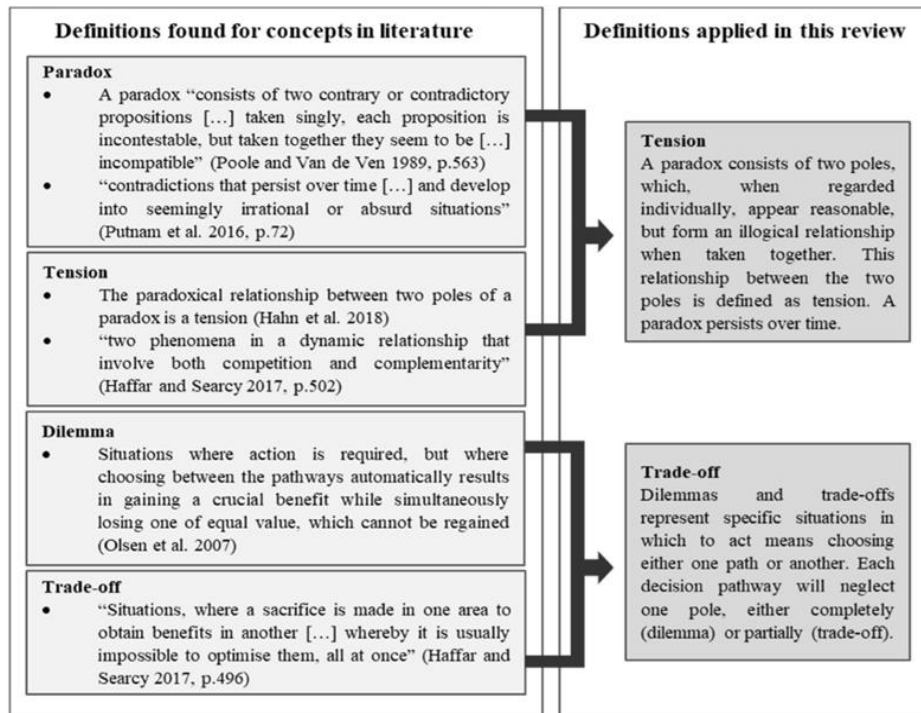 Definitions found for concepts in literature
Paradox
• A paradox “consists of two contrary or contradictory
propositions […] taken singly, each proposition is
incontestable, but taken together they seem to be […]
incompatible” (Poole and Van de Ven 1989, p.563)
• “contradictions that persist over time […] and develop
into seemingly irrational or absurd situations”
(Putnam et al. 2016, p.72)
Tension
• The paradoxical relationship between two poles of a
paradox is a tension (Hahn et al. 2018)
• “two phenomena in a dynamic relationship that
involve both competition and complementarity”
(Haffar and Searcy 2017, p.502)
Dilemma
• Situations where action is required, but where
choosing between the pathways automatically results
in gaining a crucial benefit while simultaneously
losing one of equal value, which cannot be regained
(Olsen et al. 2007)
Trade-off
• “Situations, where a sacrifice is made in one area to
obtain benefits in another […] whereby it is usually
impossible to optimise them, all at once” (Haffar and
Searcy 2017, p.496)
Definitions applied in this review
Tension
A paradox consists of two poles,
which, when regarded
individually, appear reasonable,
but form an illogical relationship
when taken together. This
relationship between the two
poles is defined as tension. A
paradox persists over time.
Trade-off
Dilemmas and trade-offs
represent specific situations in
which to act means choosing
either one path or another. Each
decision pathway will neglect
one pole, either completely
(dilemma) or partially (trade-off).